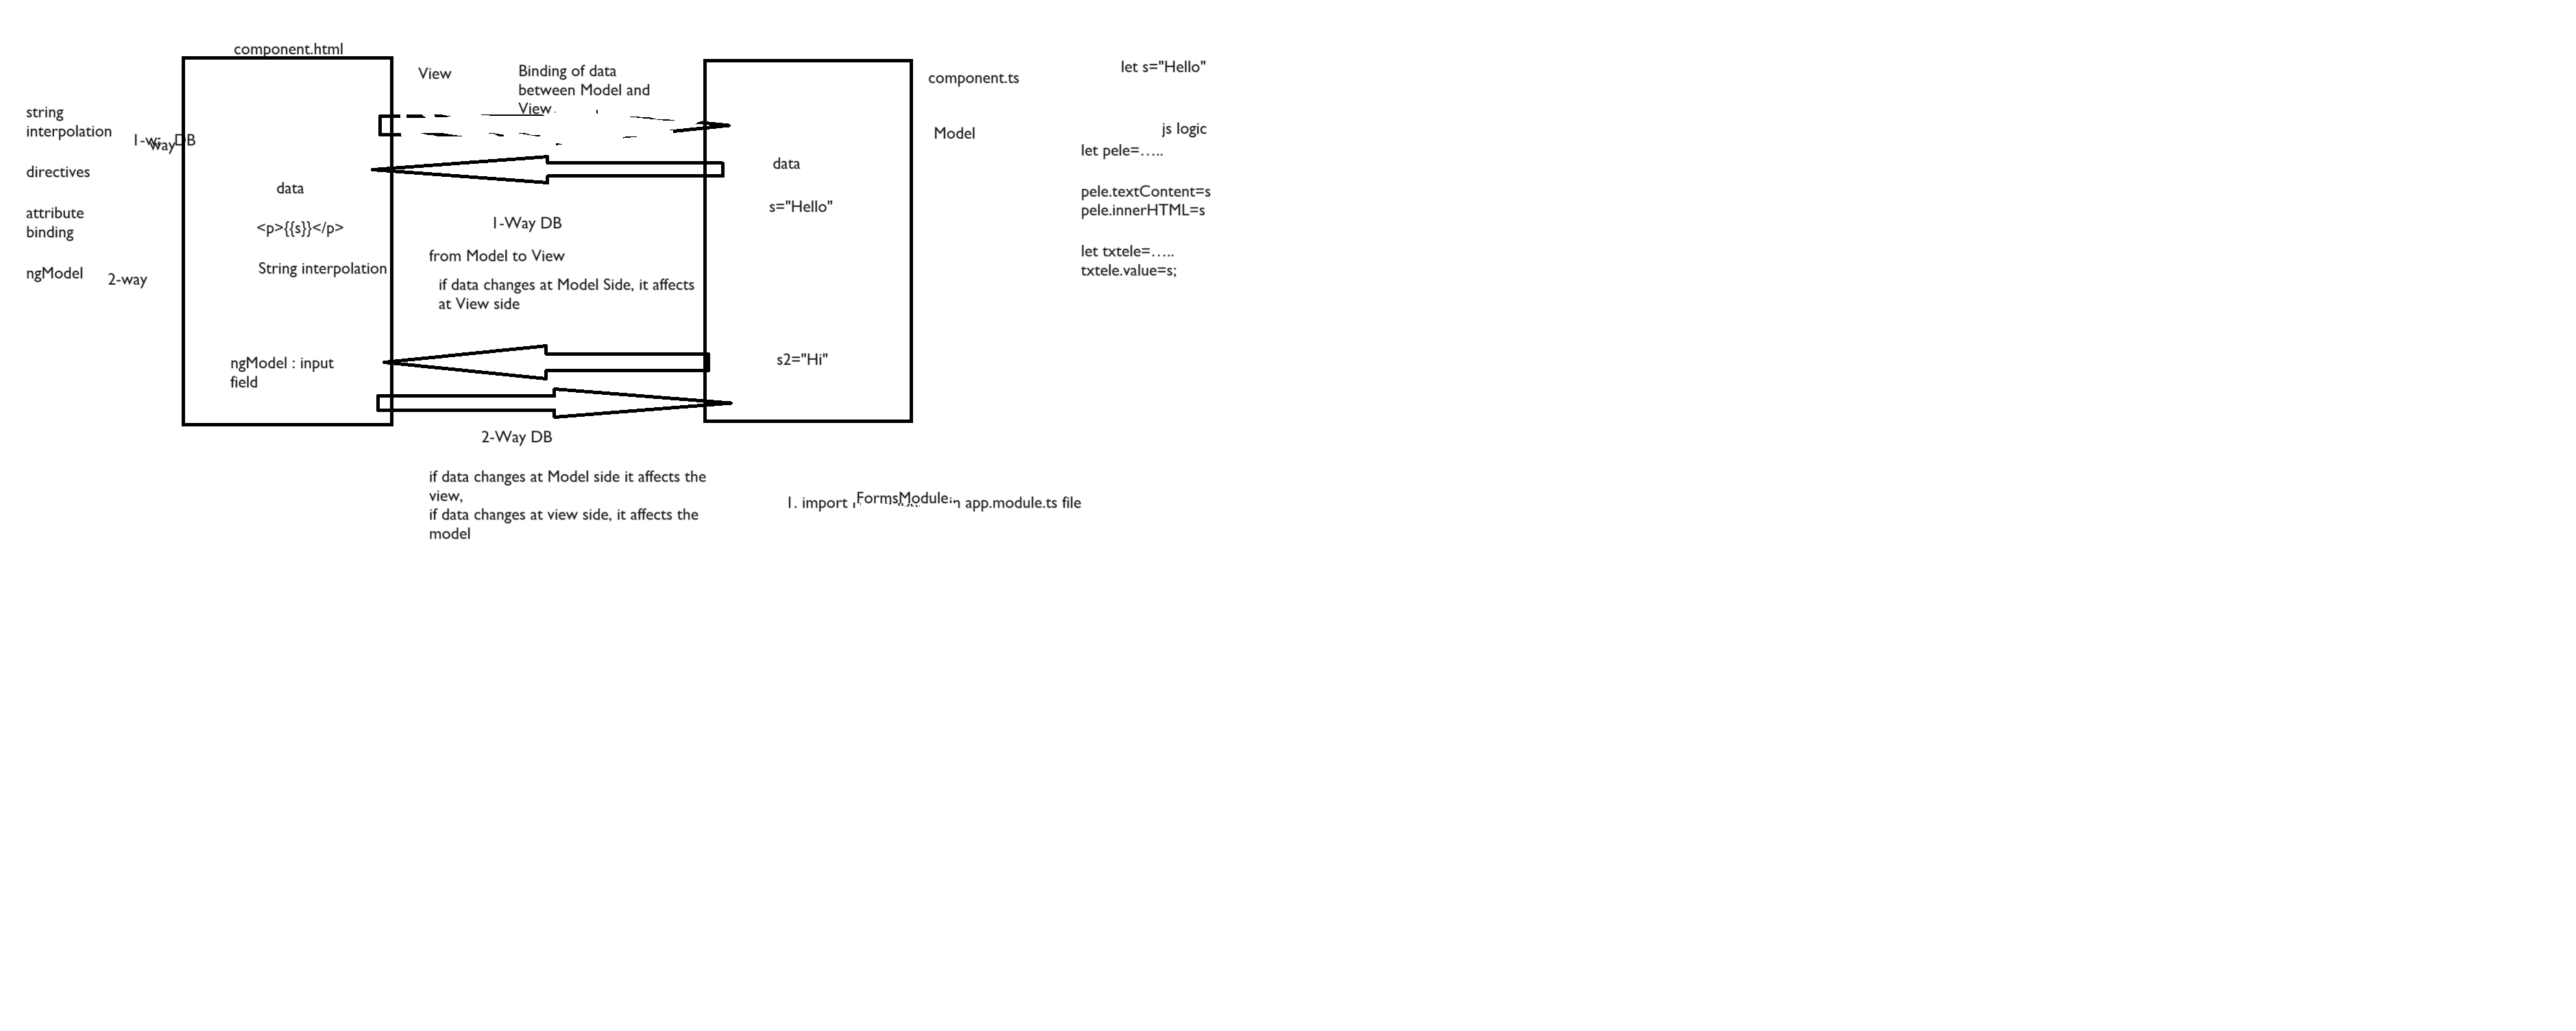 component.html
View
Binding of data
between Model and
View
component.ts
let s="Hello"
string
interpolation
DB
way
Model
js logic
let pele=.....
directives
data
data
pele.textContent=s
pele.innerHTML=s
attribute
binding
s="Hello"
<p>{{s}}</p>
1-Way DB
from Model to View
let txtele=.....
txtele.value=s;
ngModel
2-way
String interpolation
if data changes at Model Side, it affects
at View side
ngModel : input
field
s2="Hi"
2-Way DB
if data changes at Model side it affects the
view,
if data changes at view side, it affects the
model
1. import FormsModule app.module.ts file